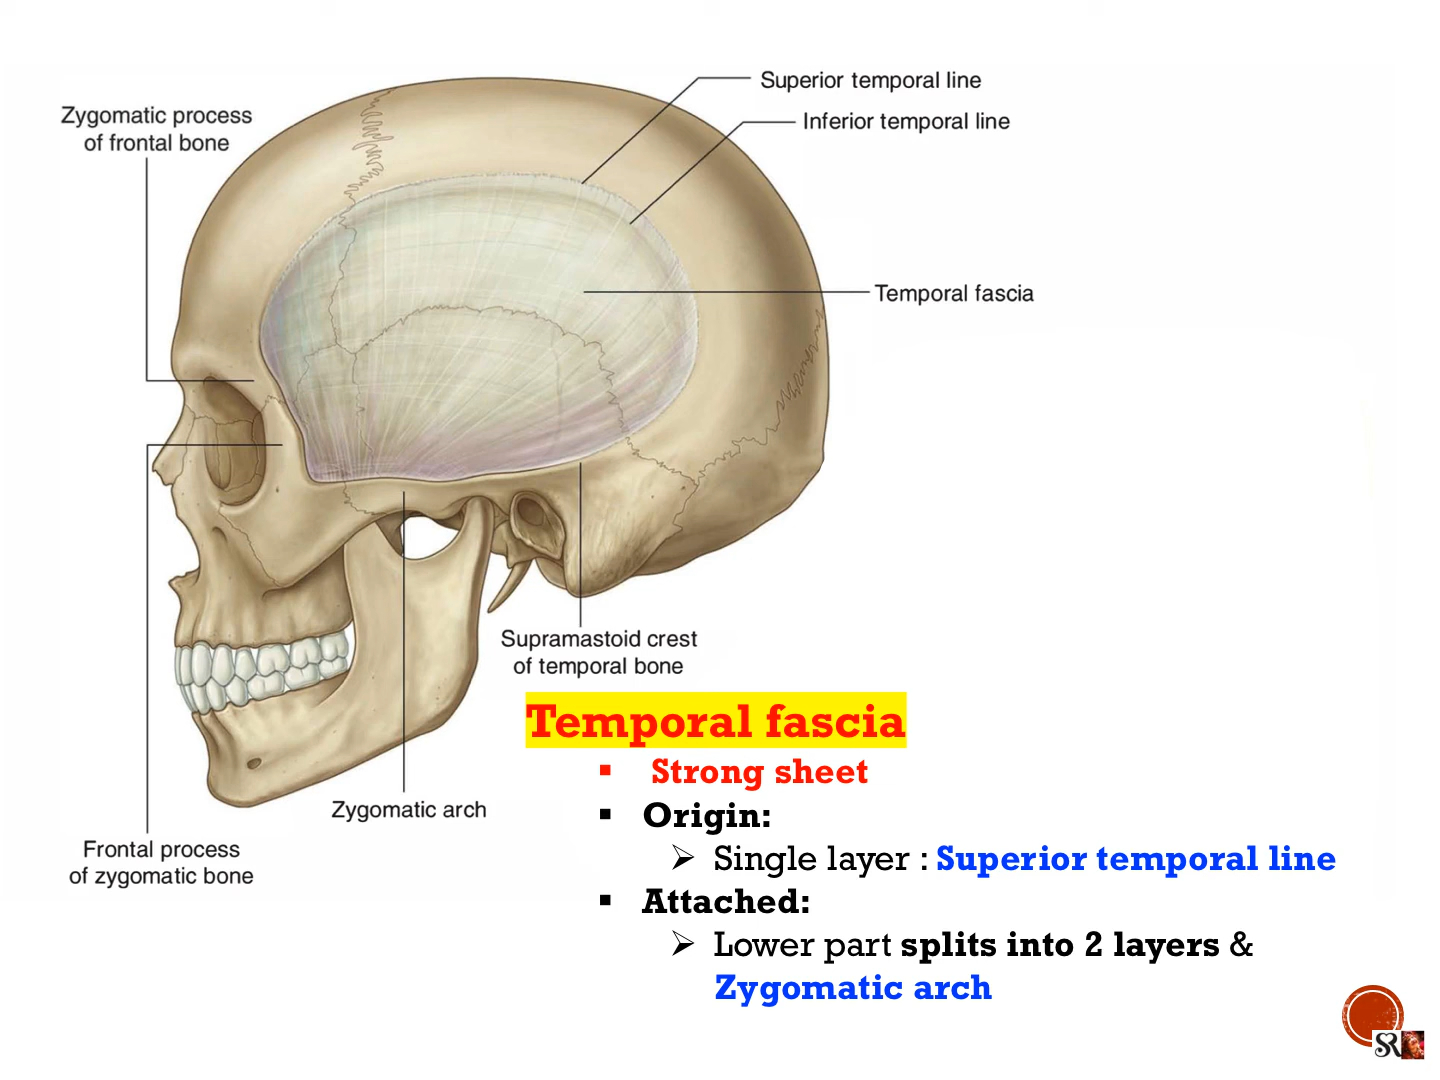 Superior temporal line
Zygomatic process
of frontal bone
Inferior temporal line
Temporal fascia
Supramastoid crest
of temporal bone
Zygomatic arch
Frontal process
of zygomatic bone
Temporal fascia
▪ Strong sheet
▪ Origin:
➢ Single layer : Superior temporal line
▪ Attached:
➢ Lower part splits into 2 layers &
Zygomatic arch
SR